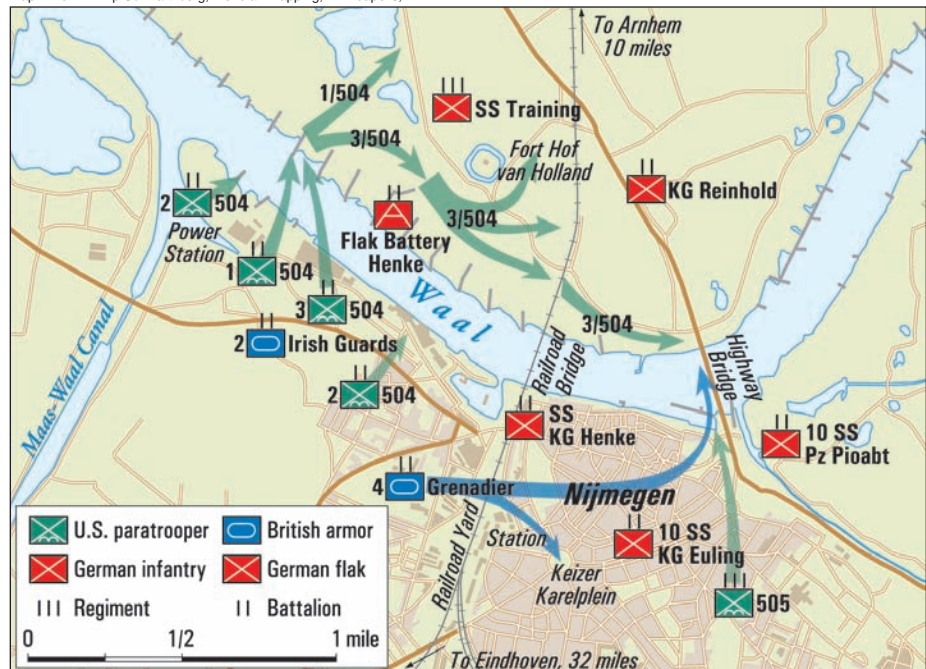 To Arnhem
10 miles
1/504
SS Training
3/504
Fort Hof
van Holland
KG Reinhold
2 504
Power
Station
Flak Battery
Henke
3/504
1 504
3 504
Waal
3/504
2 Irish Guards
Railroad
Bridge
Highway
Bridge
Maas-Waal Canal
2 504
SS
KG Henke
10 SS
Pz Pioabt
4 Grenadier
Nijmegen
Railroad Yard
Station
10 SS
KG Euling
Keizer
Karelplein
505
U.S. paratrooper
British armor
German infantry
German flak
Regiment
Battalion
0 1/2 1 mile
To Eindhoven, 32 miles